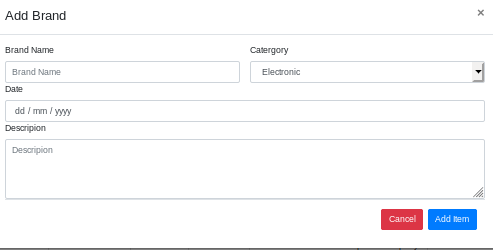 Add Brand ×
Brand Name Catergory
Brand Name Electronic
Date
dd / mm / yyyy
Descripion
Descripion
Cancel Add Item